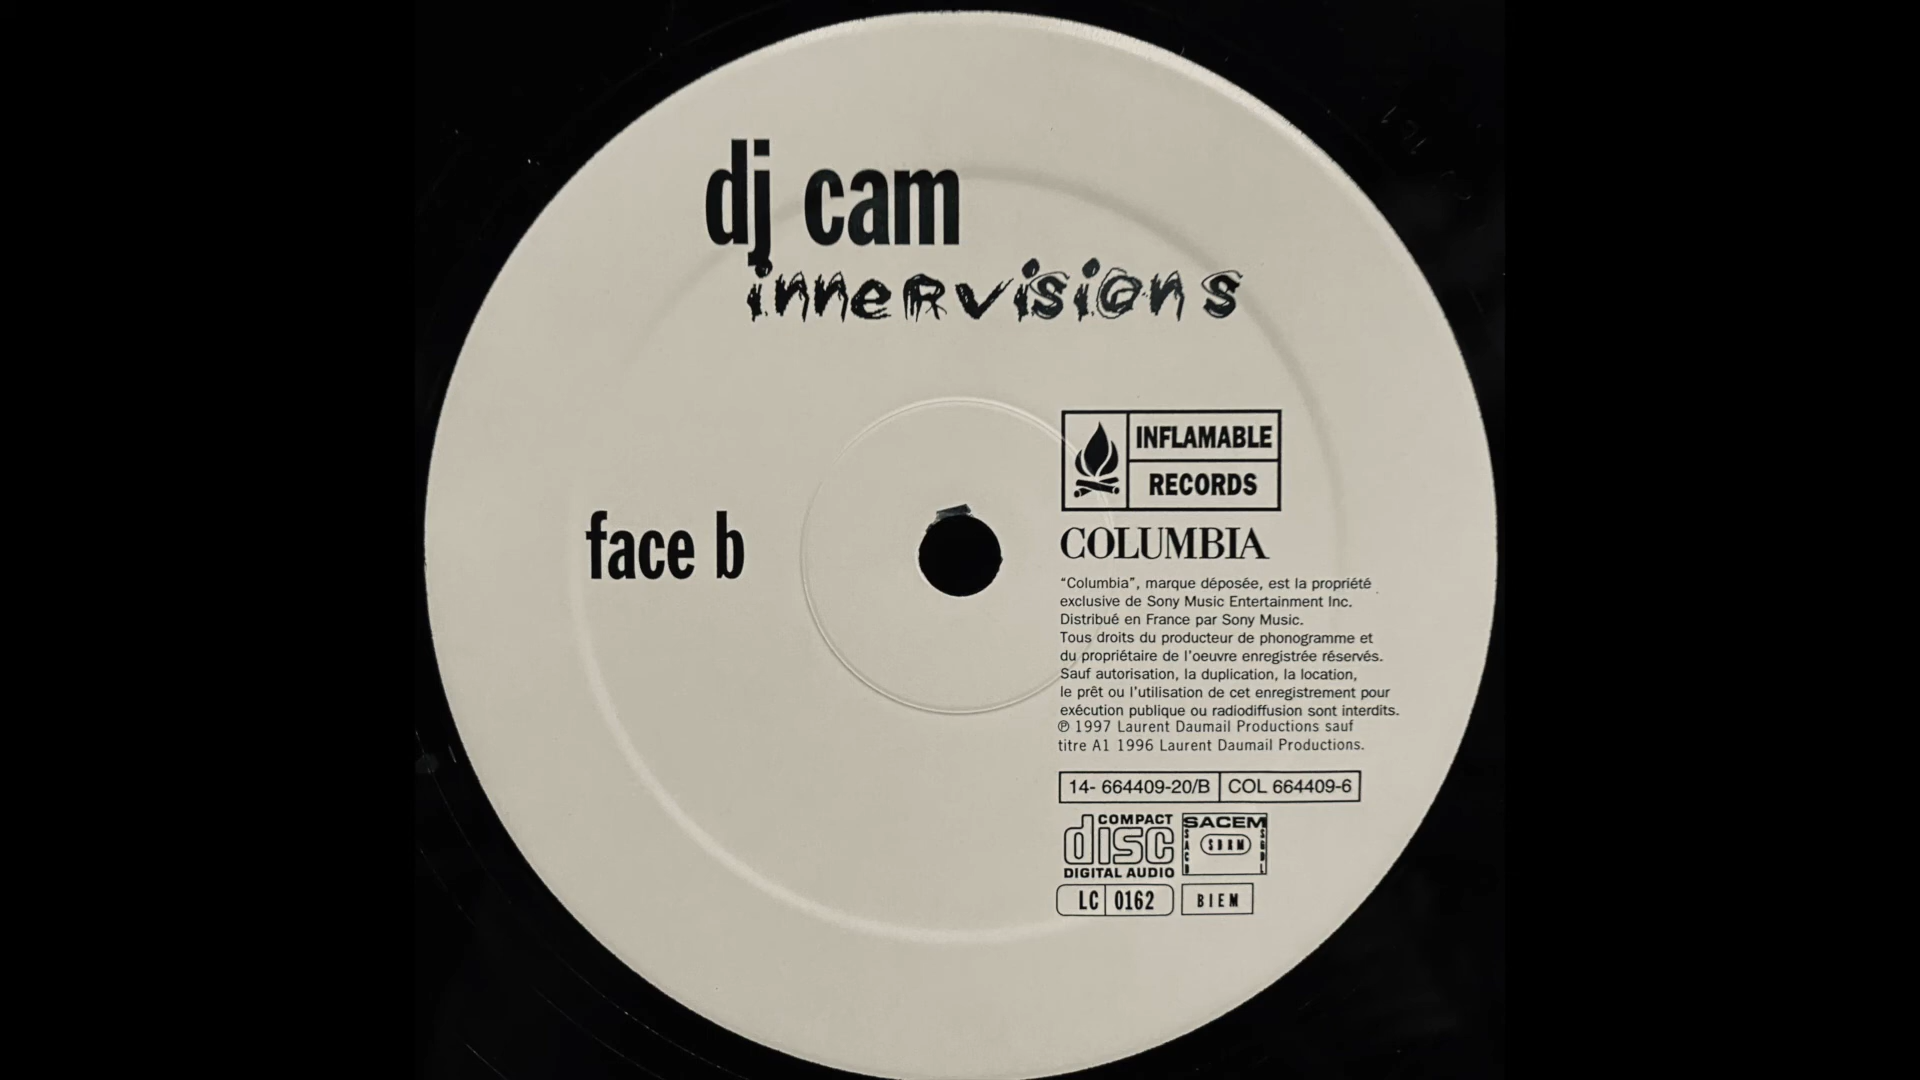 dj cam
innervisions
INFLAMABLE
RECORDS
COLUMBIA
face b
“Columbia”, marque déposée, est la propriété
exclusive de Sony Music Entertainment Inc.
Distribué en France par Sony Music.
Tous droits du producteur de phonogramme et
du propriétaire de l'oeuvre enregistrée réservés.
Sauf autorisation, la duplication, la location,
le prêt ou l'utilisation de cet enregistrement pour
exécution publique ou radiodiffusion sont interdits.
℗ 1997 Laurent Daumail Productions sauf
titre A1 1996 Laurent Daumail Productions.
14- 664409-20/B COL 664409-6
COMPACT
disc
DIGITAL AUDIO
SACEM
SACD SDRM SGDL
LC 0162 BIEM